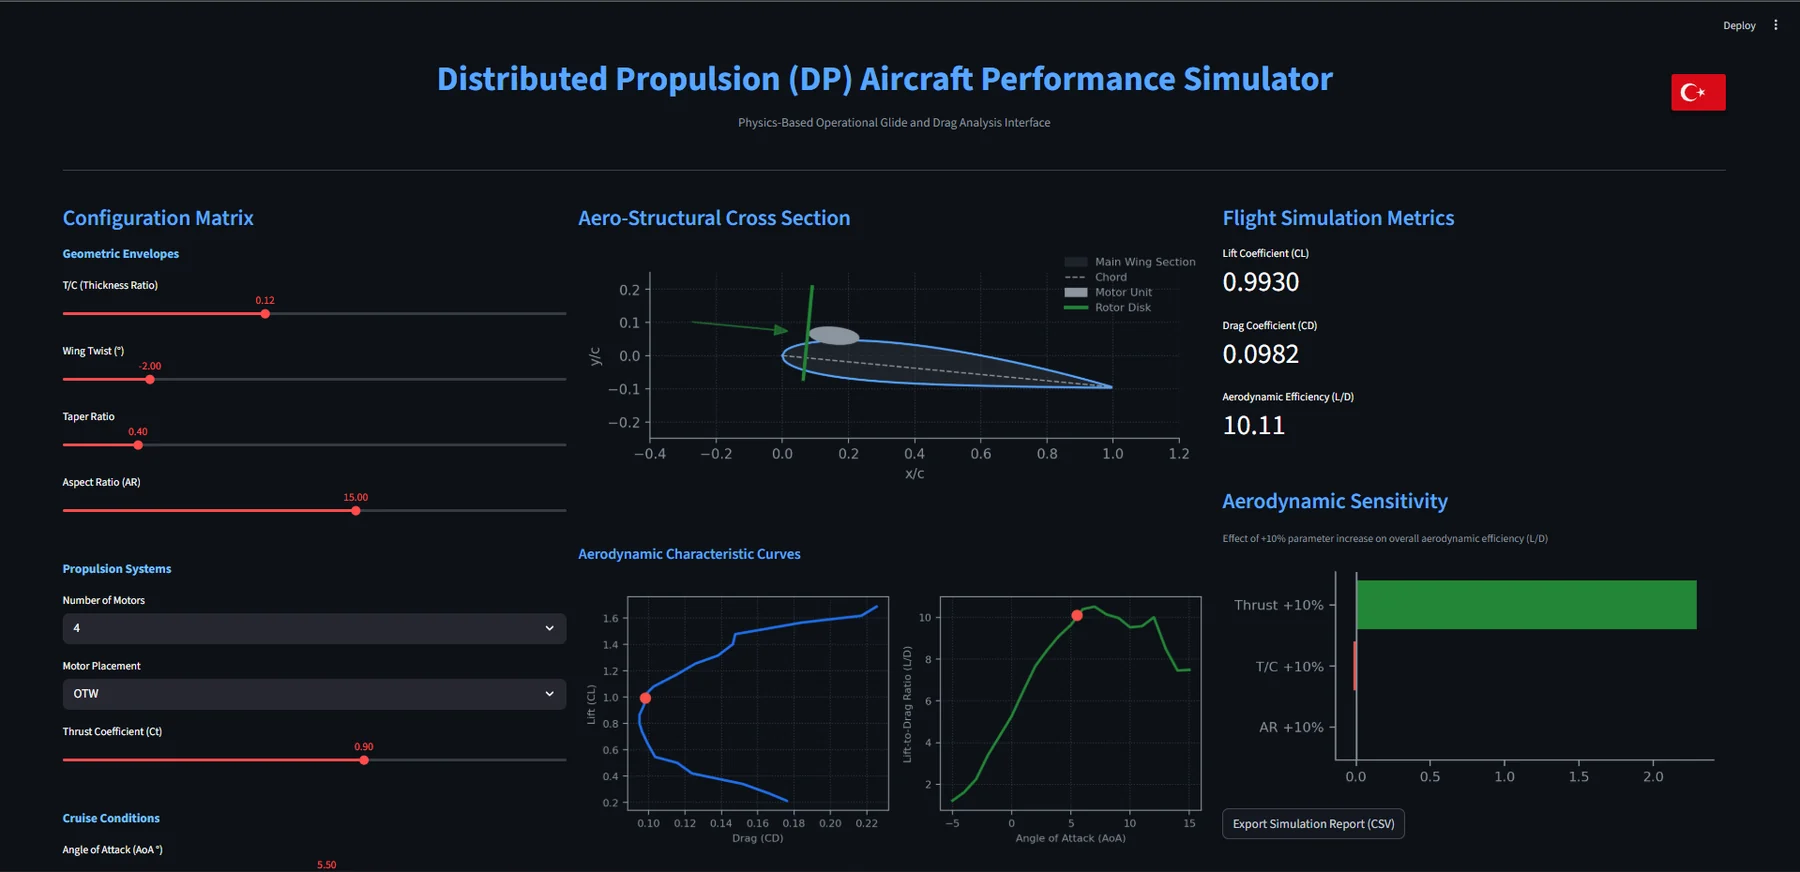 Deploy
Distributed Propulsion (DP) Aircraft Performance Simulator
Physics-Based Operational Glide and Drag Analysis Interface
Configuration Matrix
Geometric Envelopes
T/C (Thickness Ratio)
0.12
Wing Twist (°)
-2.00
Taper Ratio
0.40
Aspect Ratio (AR)
15.00
Propulsion Systems
Number of Motors
4
Motor Placement
OTW
Thrust Coefficient (Ct)
0.90
Cruise Conditions
Angle of Attack (AoA °)
5.50
Aero-Structural Cross Section
Main Wing Section
Chord
Motor Unit
Rotor Disk
y/c
0.2
0.1
0.0
−0.1
−0.2
−0.4 −0.2 0.0 0.2 0.4 0.6 0.8 1.0 1.2
x/c
Aerodynamic Characteristic Curves
Lift (CL)
1.6
1.4
1.2
1.0
0.8
0.6
0.4
0.2
0.10 0.12 0.14 0.16 0.18 0.20 0.22
Drag (CD)
Lift-to-Drag Ratio (L/D)
10
8
6
4
2
−5 0 5 10 15
Angle of Attack (AoA)
Flight Simulation Metrics
Lift Coefficient (CL)
0.9930
Drag Coefficient (CD)
0.0982
Aerodynamic Efficiency (L/D)
10.11
Aerodynamic Sensitivity
Effect of +10% parameter increase on overall aerodynamic efficiency (L/D)
Thrust +10%
T/C +10%
AR +10%
0.0 0.5 1.0 1.5 2.0
Export Simulation Report (CSV)